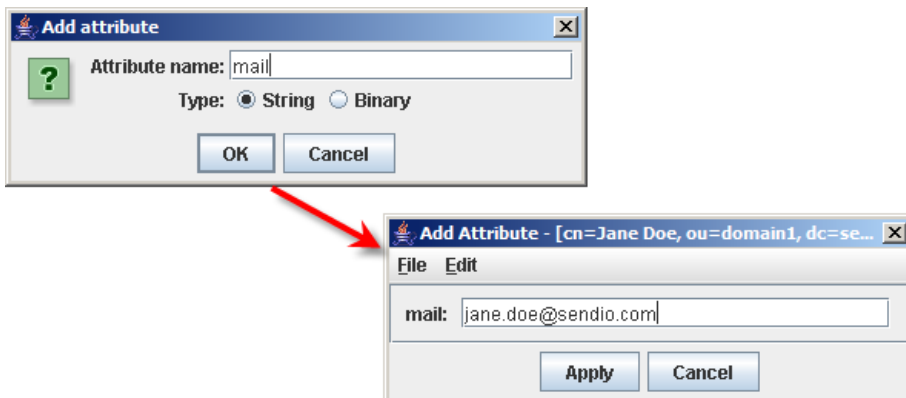 Add attribute
Attribute name: mail
Type: String Binary
OK Cancel
Add Attribute - [cn=Jane Doe, ou=domain1, dc=se...
File Edit
mail: jane.doe@sendio.com
Apply Cancel